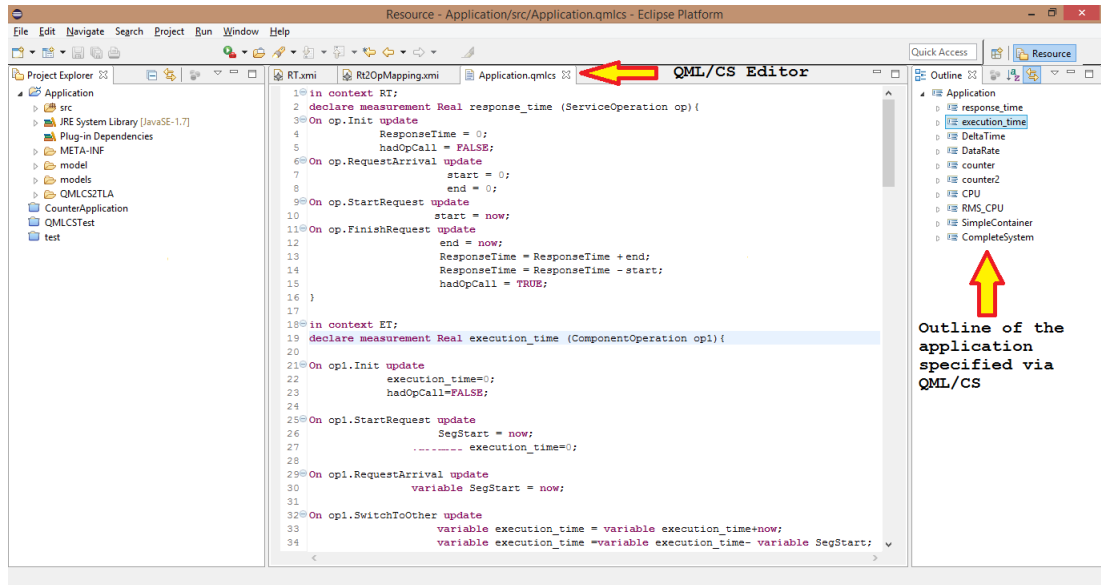 Resource - Application/src/Application.qmlcs - Eclipse Platform
File Edit Navigate Search Project Run Window Help
Quick Access
Resource
Project Explorer
Application
src
JRE System Library [JavaSE-1.7]
Plug-in Dependencies
META-INF
model
models
QMLCS2TLA
CounterApplication
QMLCSTest
test
RT.xmi Rt2OpMapping.xmi Application.qmlcs
QML/CS Editor
1 in context RT;
2 declare measurement Real response_time (ServiceOperation op){
3 On op.Init update
4 ResponseTime = 0;
5 hadOpCall = FALSE;
6 On op.RequestArrival update
7 start = 0;
8 end = 0;
9 On op.StartRequest update
10 start = now;
11 On op.FinishRequest update
12 end = now;
13 ResponseTime = ResponseTime +end;
14 ResponseTime = ResponseTime -start;
15 hadOpCall = TRUE;
16 }
17
18 in context ET;
19 declare measurement Real execution_time (ComponentOperation op1){
20
21 On op1.Init update
22 execution_time=0;
23 hadOpCall=FALSE;
24
25 On op1.StartRequest update
26 SegStart = now;
27 execution_time=0;
28
29 On op1.RequestArrival update
30 variable SegStart = now;
31
32 On op1.SwitchToOther update
33 variable execution_time = variable execution_time+now;
34 variable execution_time =variable execution_time- variable SegStart;
Outline
Application
response_time
execution_time
DeltaTime
DataRate
counter
counter2
CPU
RMS_CPU
SimpleContainer
CompleteSystem
Outline of the
application
specified via
QML/CS